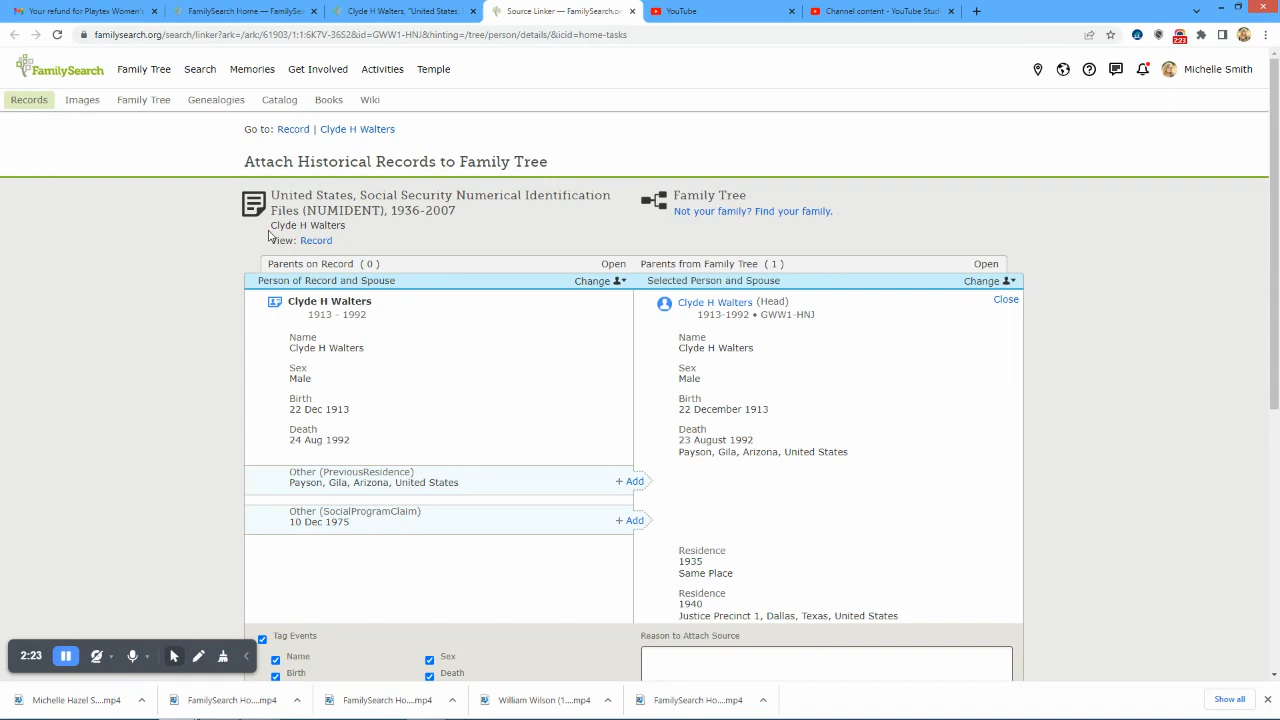 Your refund for Playtex Women's
FamilySearch Home — FamilySe
Clyde H Walters, "United States,
Source Linker — FamilySearch.o
YouTube
Channel content - YouTube Studi
familysearch.org/search/linker?ark=/ark:/61903/1:1:6K7V-36S2&id=GWW1-HNJ&hinting=/tree/person/details/&icid=home-tasks
2:23
FamilySearch Family Tree Search Memories Get Involved Activities Temple Michelle Smith
Records Images Family Tree Genealogies Catalog Books Wiki
Go to: Record | Clyde H Walters
Attach Historical Records to Family Tree
United States, Social Security Numerical Identification
Files (NUMIDENT), 1936-2007
Clyde H Walters
View: Record
Family Tree
Not your family? Find your family.
Parents on Record ( 0 ) Open Parents from Family Tree ( 1 ) Open
Person of Record and Spouse Change Selected Person and Spouse Change
Clyde H Walters
1913 - 1992
Name
Clyde H Walters
Sex
Male
Birth
22 Dec 1913
Death
24 Aug 1992
Other (PreviousResidence)
Payson, Gila, Arizona, United States
+ Add
Other (SocialProgramClaim)
10 Dec 1975
+ Add
Close
Clyde H Walters (Head)
1913-1992 • GWW1-HNJ
Name
Clyde H Walters
Sex
Male
Birth
22 December 1913
Death
23 August 1992
Payson, Gila, Arizona, United States
Residence
1935
Same Place
Residence
1940
Justice Precinct 1, Dallas, Texas, United States
Tag Events
Name Sex
Birth Death
Reason to Attach Source
2:23
Michelle Hazel S....mp4
FamilySearch Ho....mp4
FamilySearch Ho....mp4
William Wilson (1....mp4
FamilySearch Ho....mp4
Show all